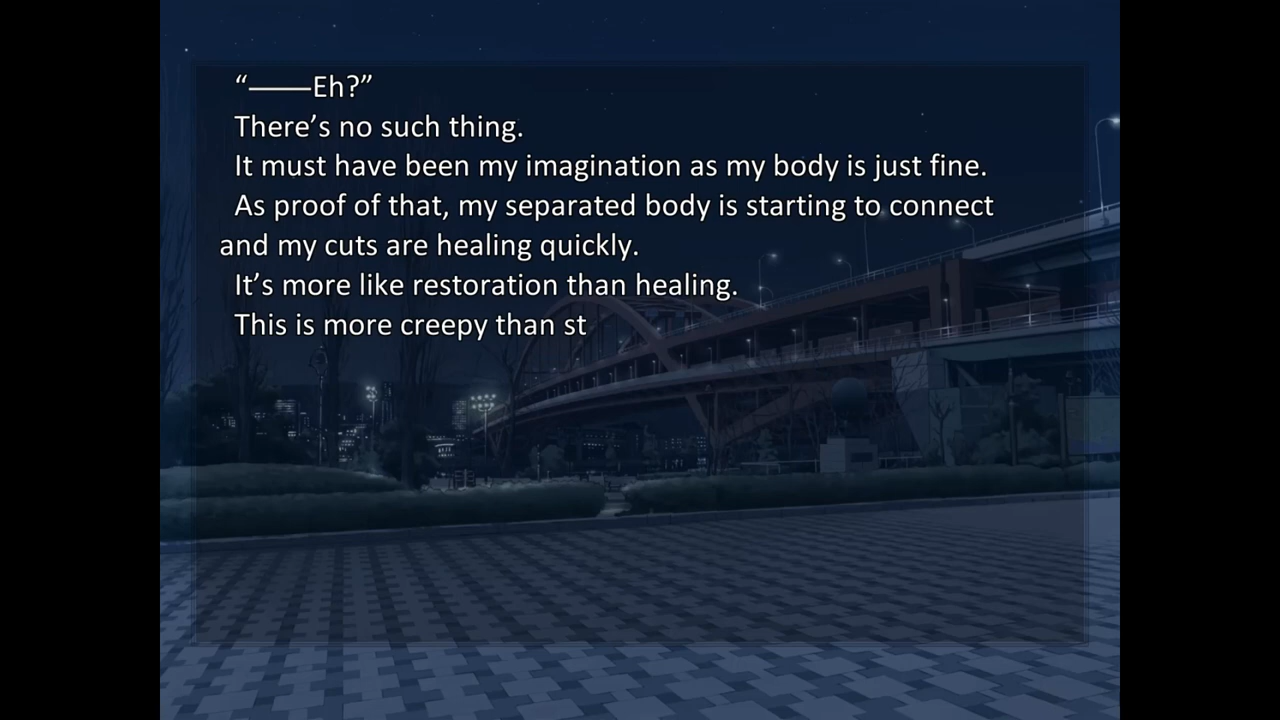 “——Eh?”
There’s no such thing.
It must have been my imagination as my body is just fine.
As proof of that, my separated body is starting to connect
and my cuts are healing quickly.
It’s more like restoration than healing.
This is more creepy than st